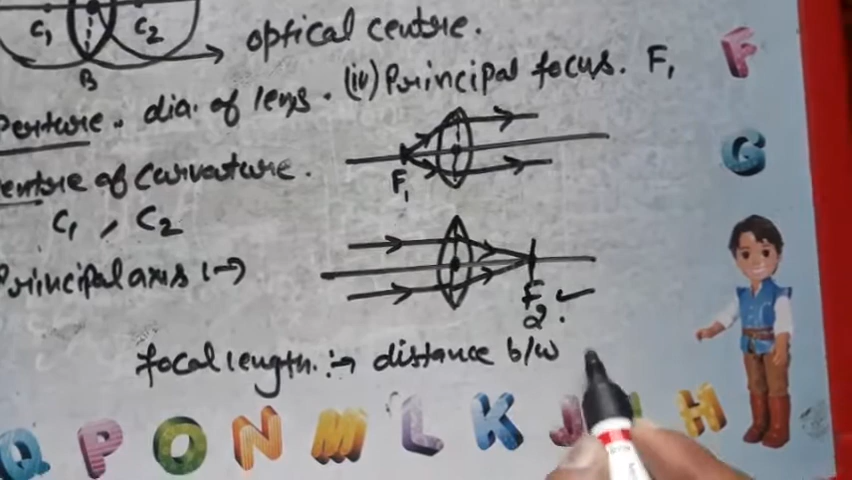 C1 C2 optical centre.
B
Aperture. dia. of lens. (iv) Principal focus. F1
F1
Centre of Curvature.
C1, C2
Principal axis :→
F2.
focal length. :→ distance b/w
F
G
Q P O N M L K J H